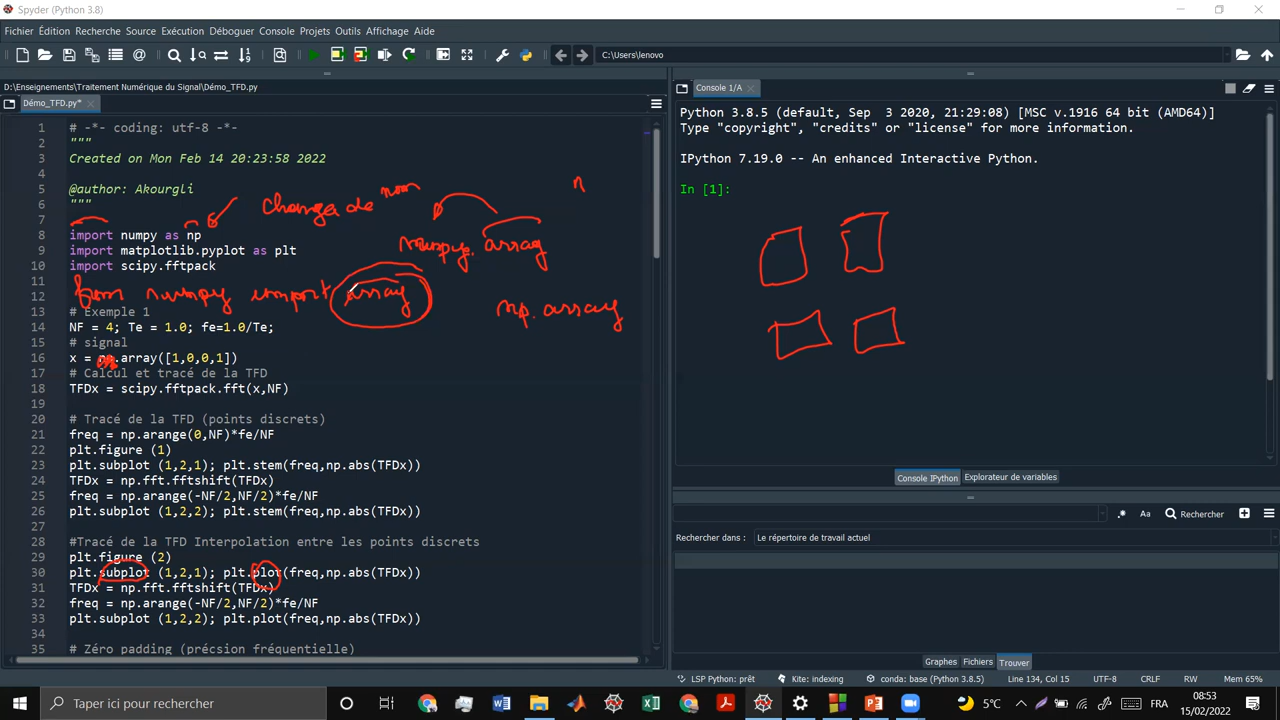 Spyder (Python 3.8)
Fichier Édition Recherche Source Exécution Déboguer Console Projets Outils Affichage Aide
C:\Users\lenovo
D:\Enseignements\Traitement Numérique du Signal\Démo_TFD.py
Démo_TFD.py*
1 # -*- coding: utf-8 -*-
2 """
3 Created on Mon Feb 14 20:23:58 2022
4
5 @author: Akourgli
6 """
change de nom
n
7
8 import numpy as np
numpy. array
9 import matplotlib.pyplot as plt
10 import scipy.fftpack
11
12
from numpy import array
np. array
13 # Exemple 1
14 NF = 4; Te = 1.0; fe=1.0/Te;
15 # signal
16 x = np.array([1,0,0,1])
17 # Calcul et tracé de la TFD
18 TFDx = scipy.fftpack.fft(x,NF)
19
20 # Tracé de la TFD (points discrets)
21 freq = np.arange(0,NF)*fe/NF
22 plt.figure (1)
23 plt.subplot (1,2,1); plt.stem(freq,np.abs(TFDx))
24 TFDx = np.fft.fftshift(TFDx)
25 freq = np.arange(-NF/2,NF/2)*fe/NF
26 plt.subplot (1,2,2); plt.stem(freq,np.abs(TFDx))
27
28 #Tracé de la TFD Interpolation entre les points discrets
29 plt.figure (2)
30 plt.subplot (1,2,1); plt.plot(freq,np.abs(TFDx))
31 TFDx = np.fft.fftshift(TFDx)
32 freq = np.arange(-NF/2,NF/2)*fe/NF
33 plt.subplot (1,2,2); plt.plot(freq,np.abs(TFDx))
34
35 # Zéro padding (précsion fréquentielle)
Console 1/A
Python 3.8.5 (default, Sep 3 2020, 21:29:08) [MSC v.1916 64 bit (AMD64)]
Type "copyright", "credits" or "license" for more information.
IPython 7.19.0 -- An enhanced Interactive Python.
In [1]:
Console IPython Explorateur de variables
.* Aa Rechercher
Rechercher dans : Le répertoire de travail actuel
Graphes Fichiers Trouver
LSP Python: prêt Kite: indexing conda: base (Python 3.8.5) Line 134, Col 15 UTF-8 CRLF RW Mem 65%
Taper ici pour rechercher
5°C FRA
08:53
15/02/2022